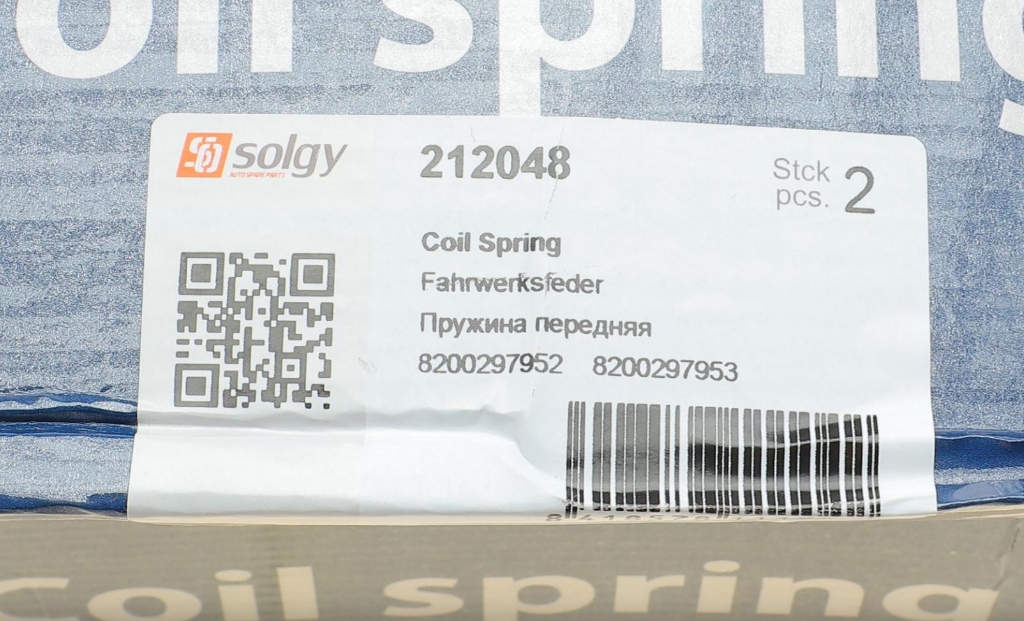 oil spring
solgy
AUTO SPARE PARTS
212048
Stck
pcs. 2
Coil Spring
Fahrwerksfeder
Пружина передняя
8200297952 8200297953
Coil spring